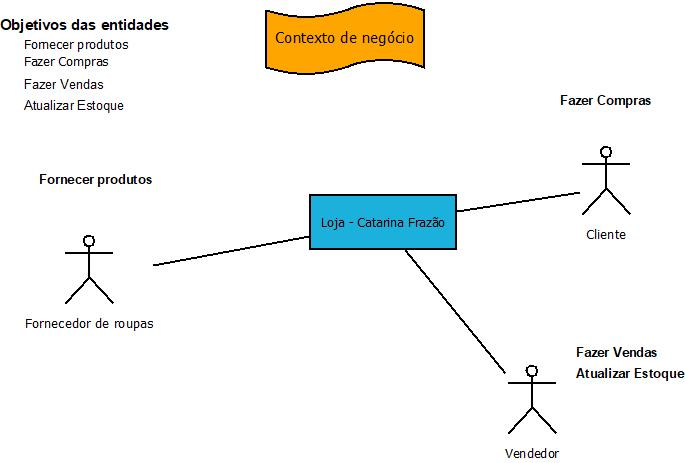 Objetivos das entidades
Fornecer produtos
Fazer Compras
Fazer Vendas
Atualizar Estoque
Contexto de negócio
Fazer Compras
Cliente
Fornecer produtos
Loja - Catarina Frazão
Fornecedor de roupas
Fazer Vendas
Atualizar Estoque
Vendedor